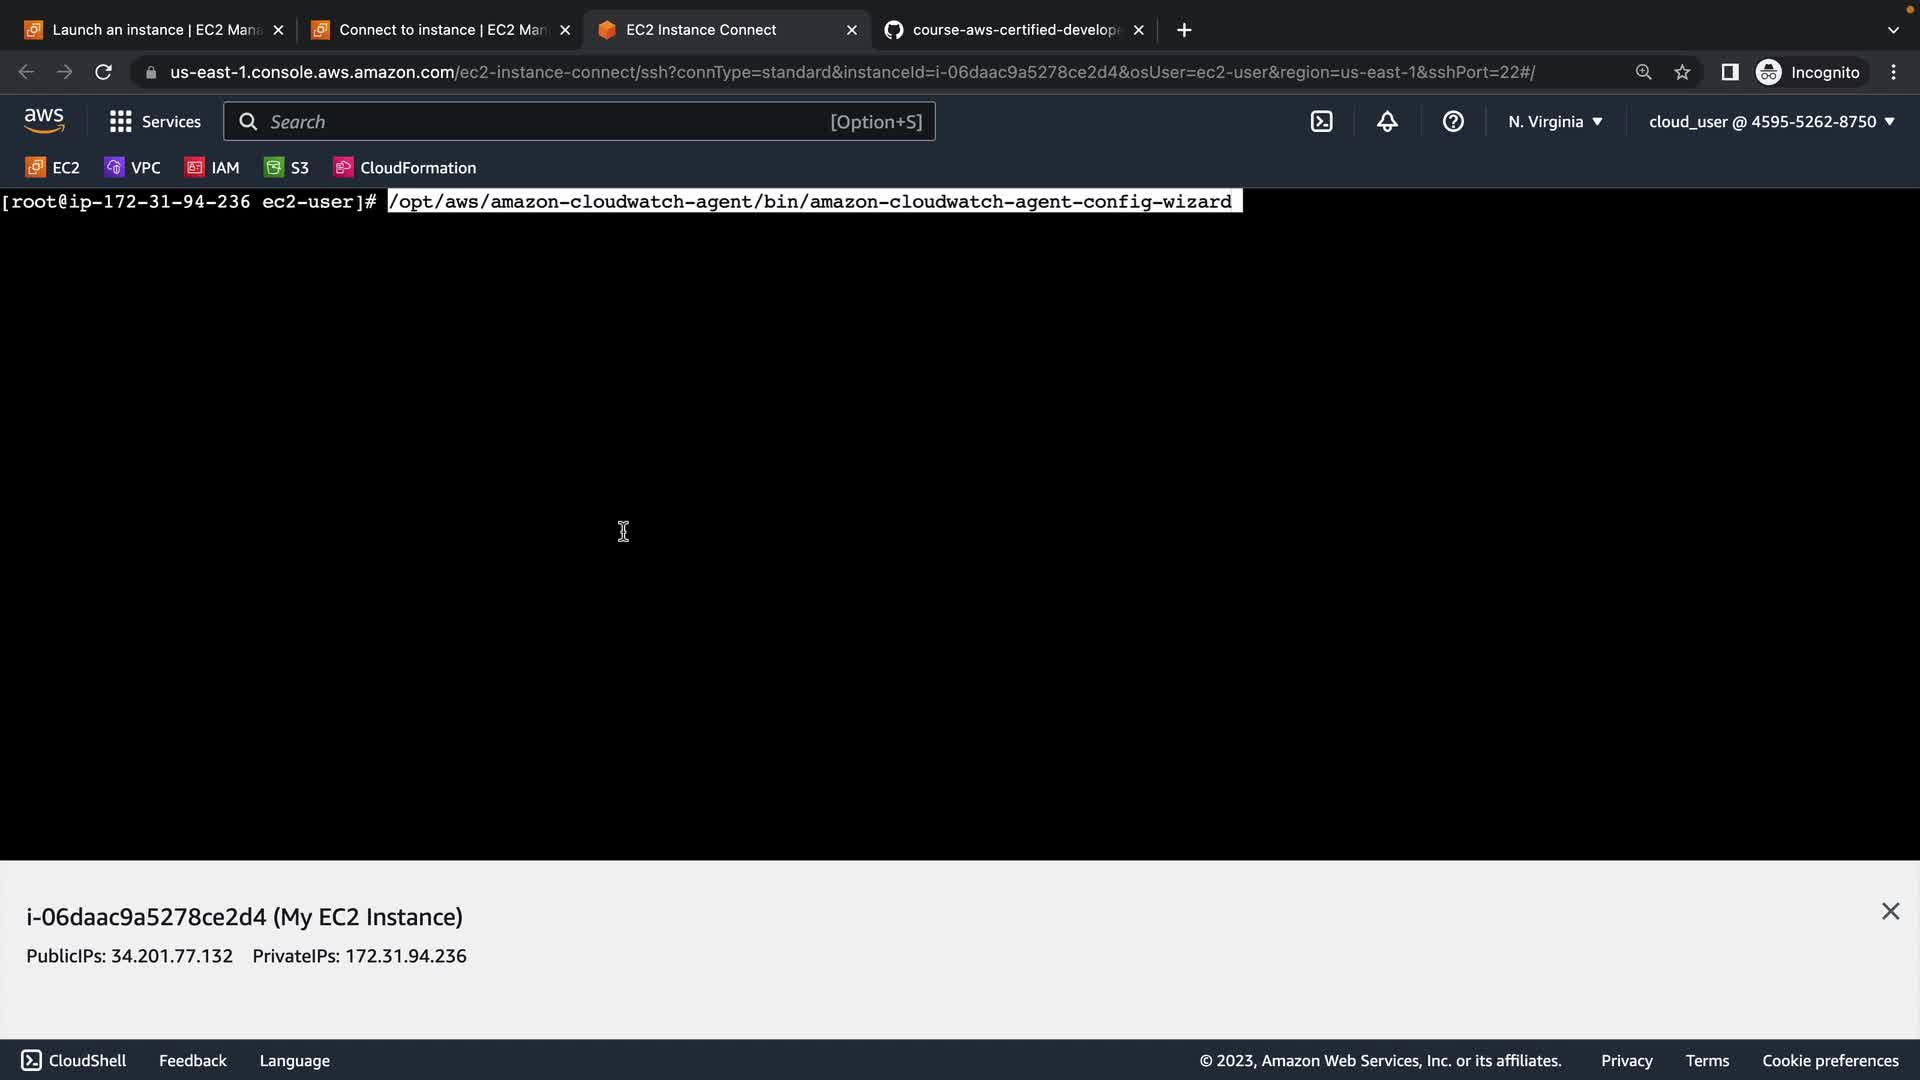 Launch an instance | EC2 Mana
Connect to instance | EC2 Man
EC2 Instance Connect
course-aws-certified-develope
us-east-1.console.aws.amazon.com/ec2-instance-connect/ssh?connType=standard&instanceId=i-06daac9a5278ce2d4&osUser=ec2-user&region=us-east-1&sshPort=22#/
Incognito
aws
Services
Search
[Option+S]
N. Virginia
cloud_user @ 4595-5262-8750
EC2
VPC
IAM
S3
CloudFormation
[root@ip-172-31-94-236 ec2-user]# /opt/aws/amazon-cloudwatch-agent/bin/amazon-cloudwatch-agent-config-wizard
i-06daac9a5278ce2d4 (My EC2 Instance)
PublicIPs: 34.201.77.132 PrivateIPs: 172.31.94.236
CloudShell
Feedback
Language
© 2023, Amazon Web Services, Inc. or its affiliates.
Privacy
Terms
Cookie preferences